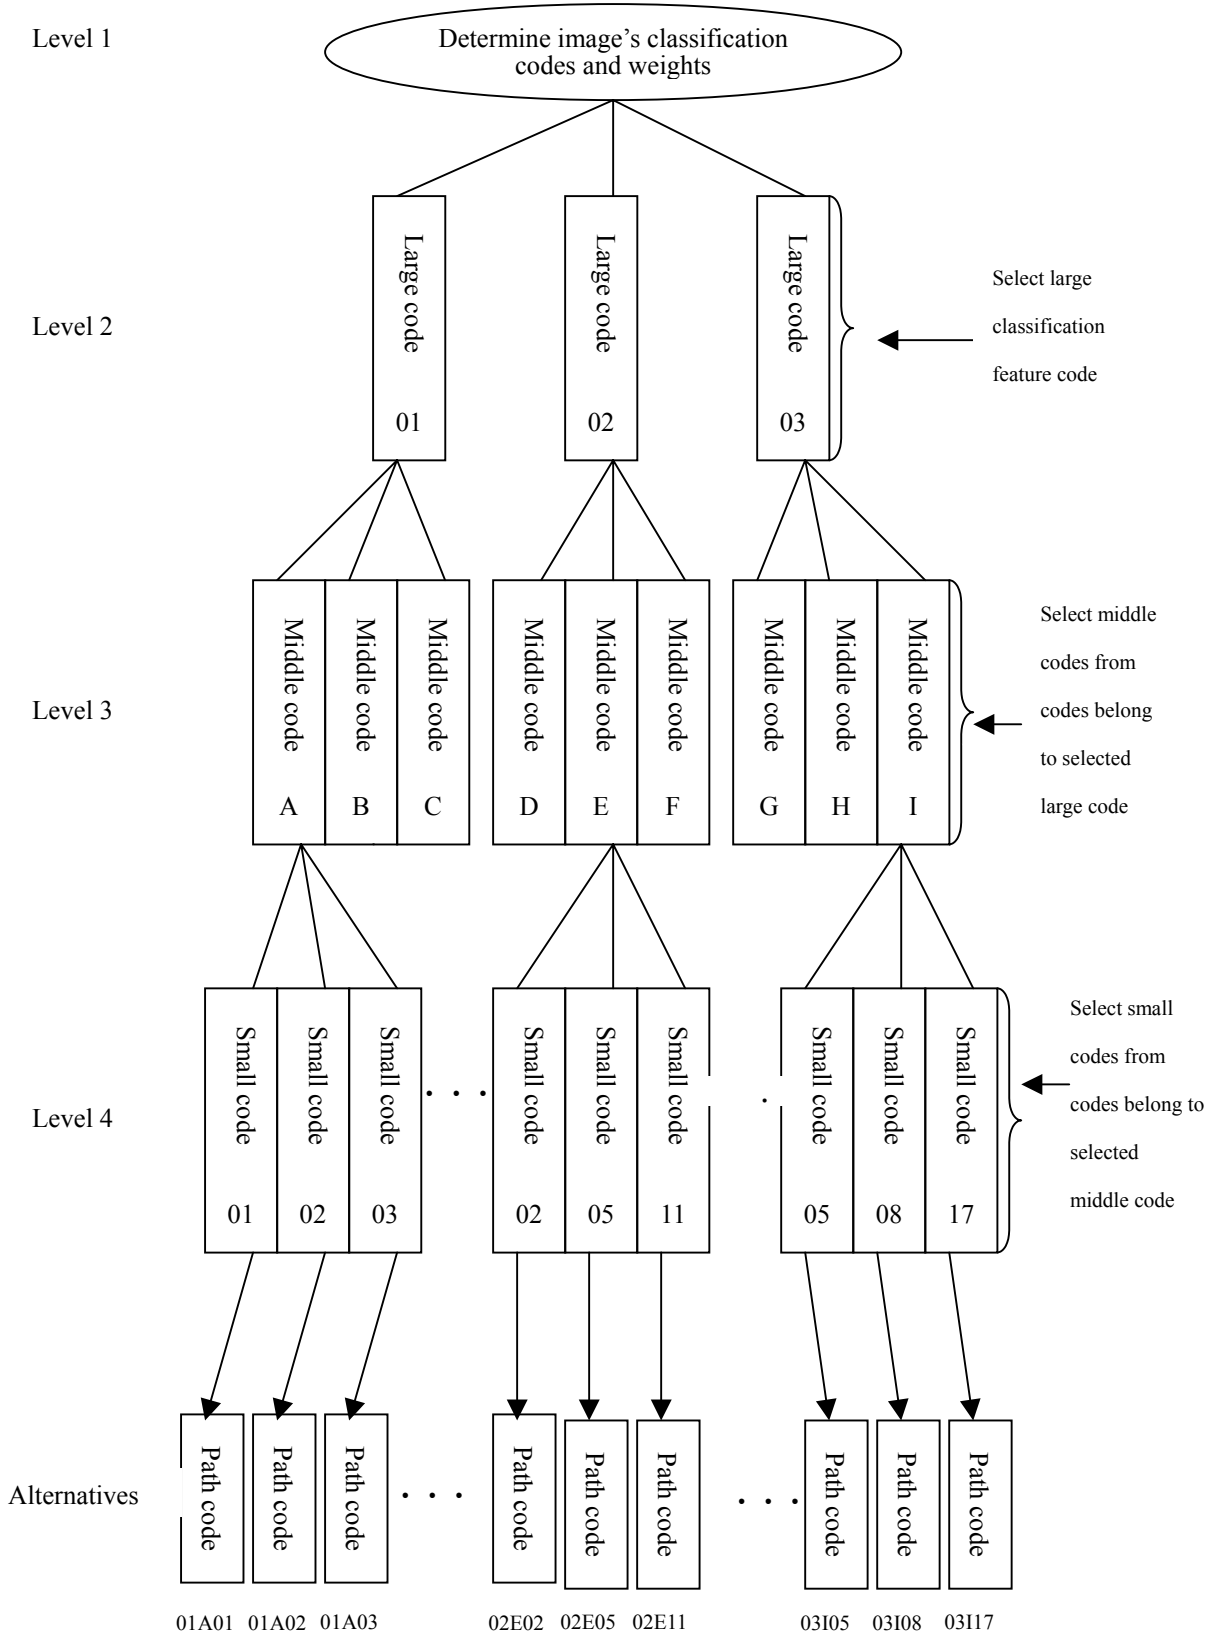 Level 1
Determine image's classification
codes and weights
Level 2
Large code
01
Large code
02
Large code
03
Select large
classification
feature code
Level 3
Middle code
A
Middle code
B
Middle code
C
Middle code
D
Middle code
E
Middle code
F
Middle code
G
Middle code
H
Middle code
I
Select middle
codes from
codes belong
to selected
large code
Level 4
Small code
01
Small code
02
Small code
03
. . .
Small code
02
Small code
05
Small code
11
.
Small code
05
Small code
08
Small code
17
Select small
codes from
codes belong to
selected
middle code
Alternatives
Path code
01A01
Path code
01A02
Path code
01A03
. . .
Path code
02E02
Path code
02E05
Path code
02E11
. . .
Path code
03I05
Path code
03I08
Path code
03I17